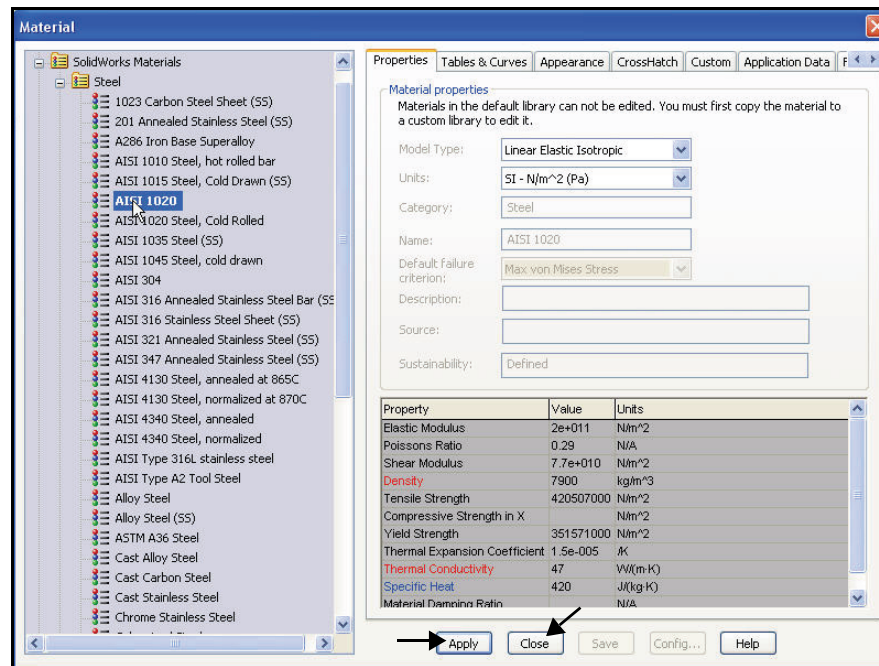 Material
SolidWorks Materials
Steel
1023 Carbon Steel Sheet (SS)
201 Annealed Stainless Steel (SS)
A286 Iron Base Superalloy
AISI 1010 Steel, hot rolled bar
AISI 1015 Steel, Cold Drawn (SS)
AISI 1020
AISI 1020 Steel, Cold Rolled
AISI 1035 Steel (SS)
AISI 1045 Steel, cold drawn
AISI 304
AISI 316 Annealed Stainless Steel Bar (SS
AISI 316 Stainless Steel Sheet (SS)
AISI 321 Annealed Stainless Steel (SS)
AISI 347 Annealed Stainless Steel (SS)
AISI 4130 Steel, annealed at 865C
AISI 4130 Steel, normalized at 870C
AISI 4340 Steel, annealed
AISI 4340 Steel, normalized
AISI Type 316L stainless steel
AISI Type A2 Tool Steel
Alloy Steel
Alloy Steel (SS)
ASTM A36 Steel
Cast Alloy Steel
Cast Carbon Steel
Cast Stainless Steel
Chrome Stainless Steel
Properties Tables & Curves Appearance CrossHatch Custom Application Data F
Material properties
Materials in the default library can not be edited. You must first copy the material to
a custom library to edit it.
Model Type: Linear Elastic Isotropic
Units: SI - N/m^2 (Pa)
Category: Steel
Name: AISI 1020
Default failure
criterion: Max von Mises Stress
Description:
Source:
Sustainability: Defined
Property Value Units
Elastic Modulus 2e+011 N/m^2
Poissons Ratio 0.29 N/A
Shear Modulus 7.7e+010 N/m^2
Density 7900 kg/m^3
Tensile Strength 420507000 N/m^2
Compressive Strength in X N/m^2
Yield Strength 351571000 N/m^2
Thermal Expansion Coefficient 1.5e-005 /K
Thermal Conductivity 47 W/(m·K)
Specific Heat 420 J/(kg·K)
Material Damping Ratio N/A
Apply Close Save Config... Help